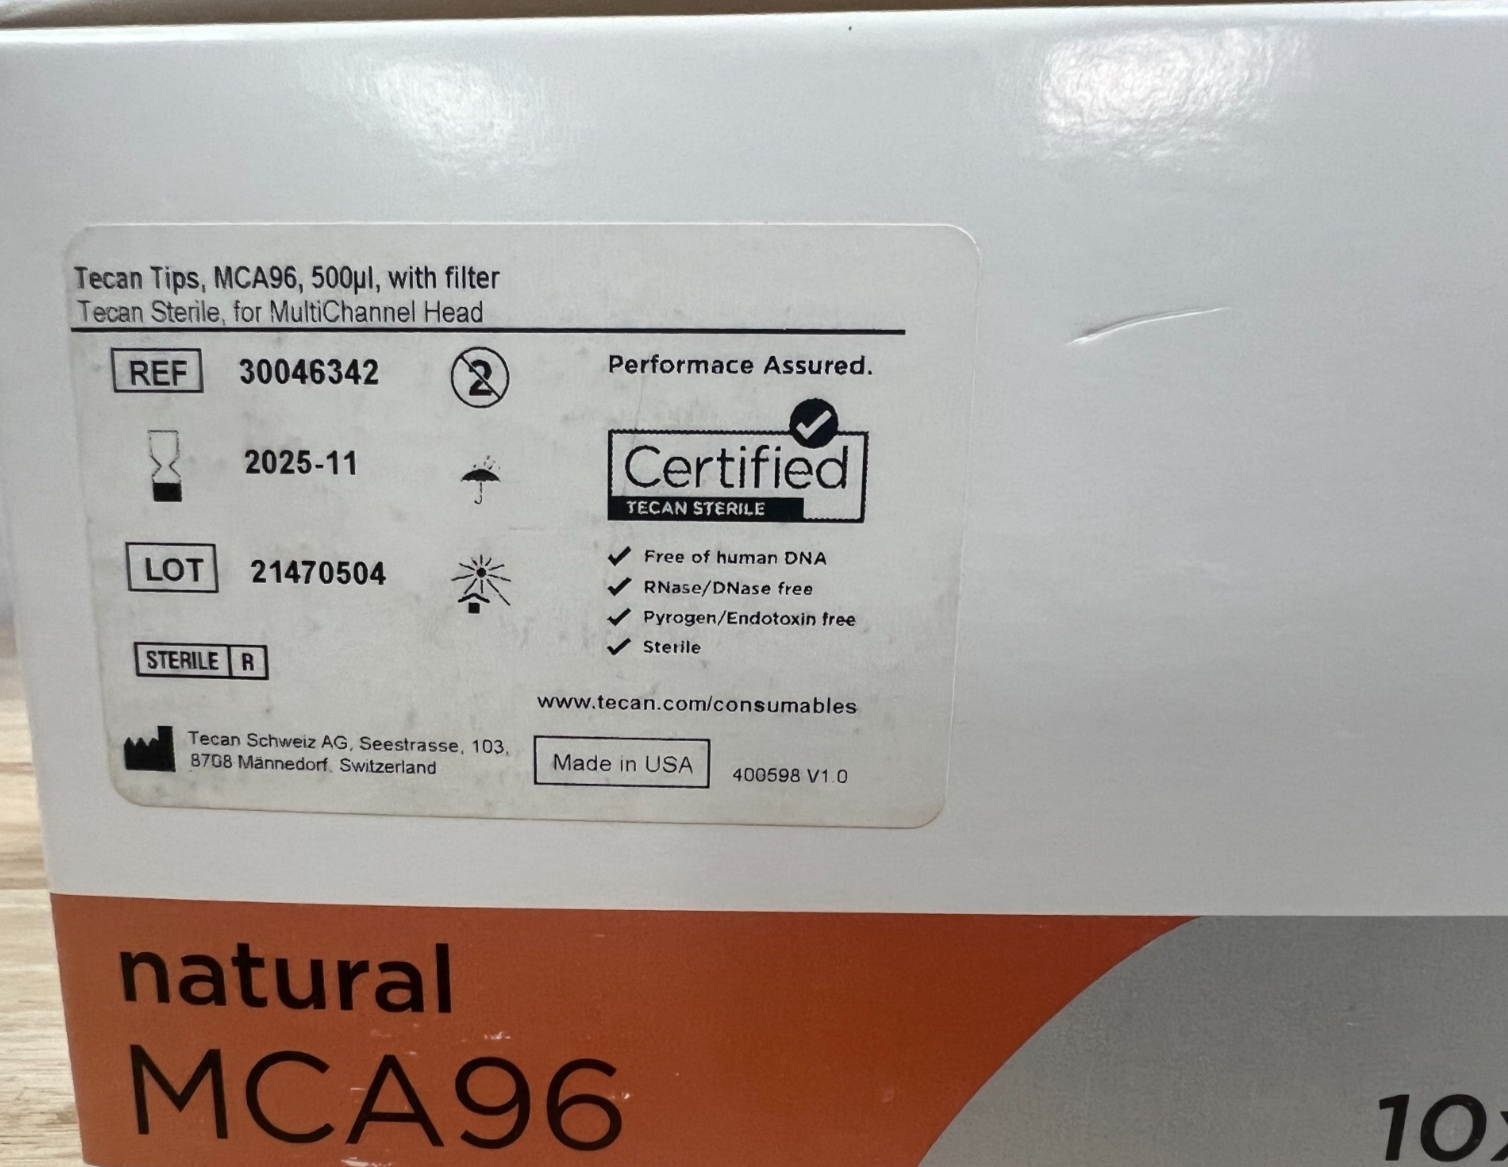 Tecan Tips, MCA96, 500µl, with filter
Tecan Sterile, for MultiChannel Head
REF 30046342 2
Performace Assured.
2025-11
Certified
TECAN STERILE
LOT 21470504
Free of human DNA
RNase/DNase free
Pyrogen/Endotoxin free
Sterile
STERILE R
www.tecan.com/consumables
Tecan Schweiz AG, Seestrasse, 103,
8708 Männedorf, Switzerland
Made in USA
400598 V1.0
natural
MCA96
10x